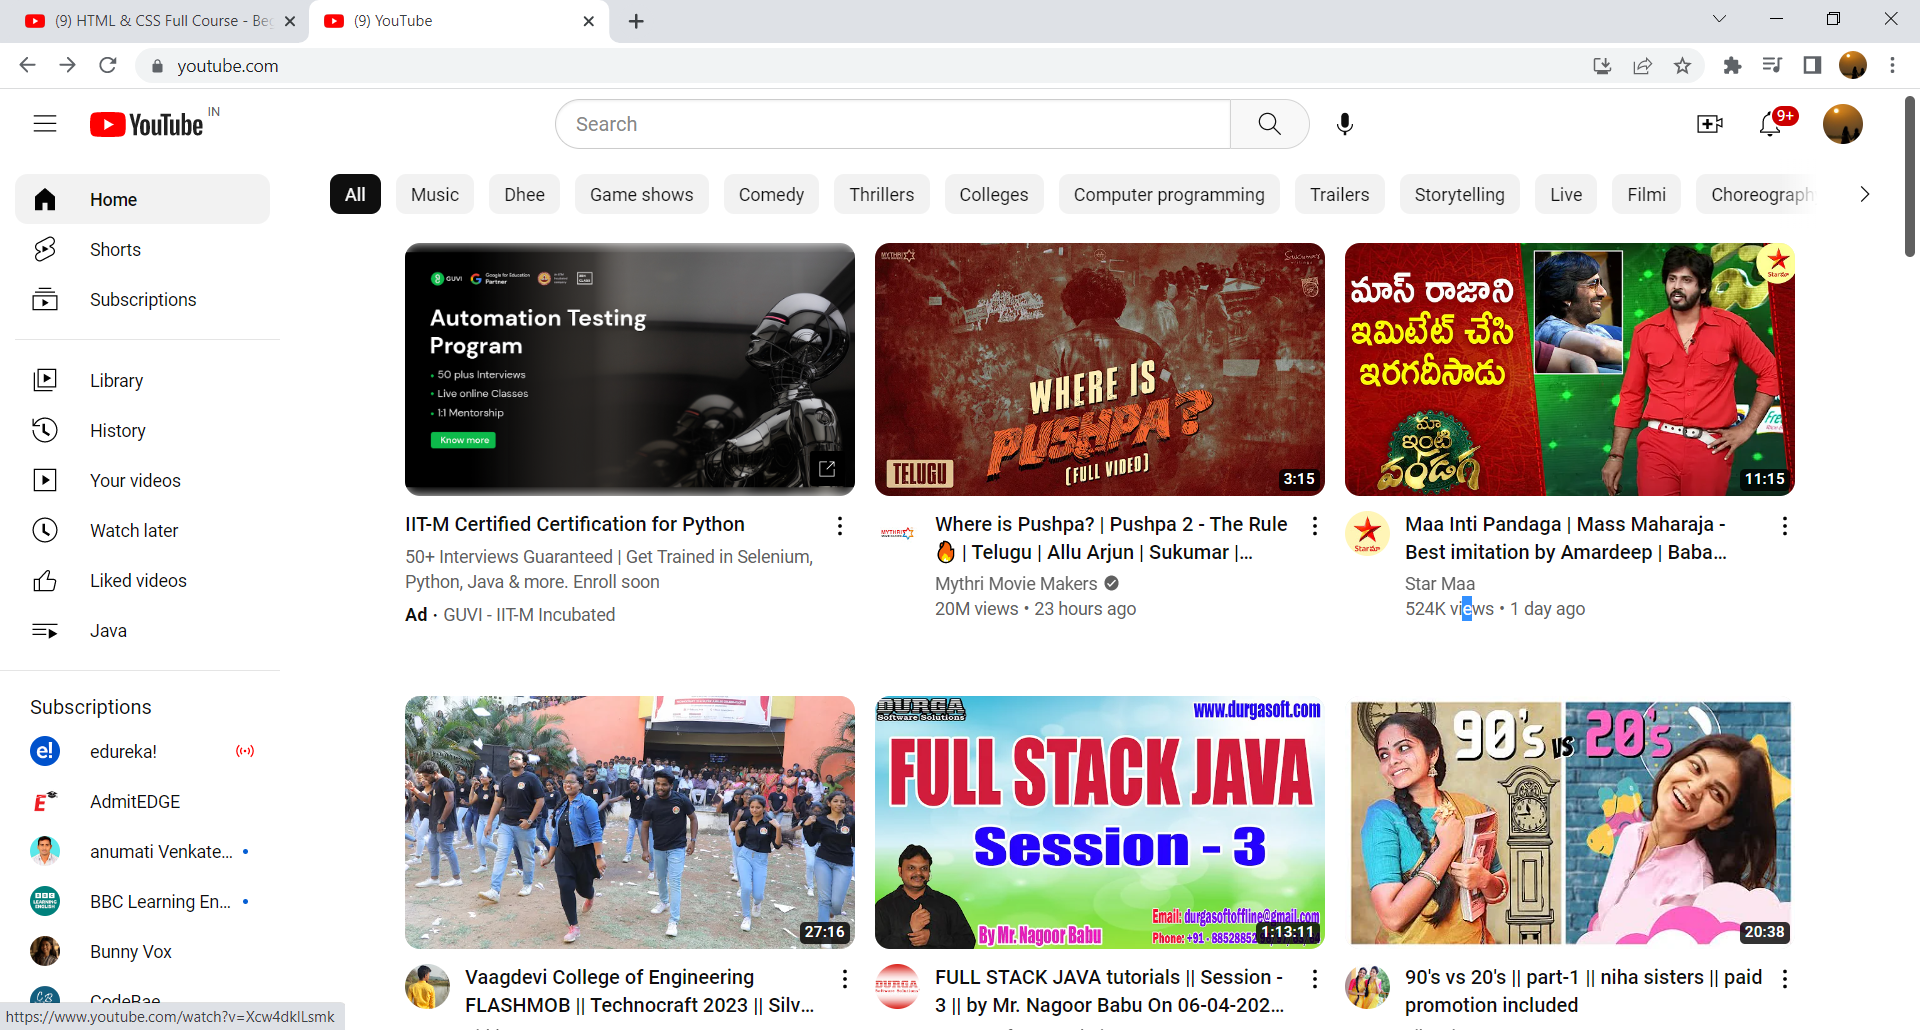 (9) HTML & CSS Full Course - Beg
(9) YouTube
youtube.com
YouTube IN
Search
9+
Home
Shorts
Subscriptions
Library
History
Your videos
Watch later
Liked videos
Java
Subscriptions
edureka!
AdmitEDGE
anumati Venkate...
BBC Learning En...
Bunny Vox
CodeBae
https://www.youtube.com/watch?v=Xcw4dklLsmk
All
Music
Dhee
Game shows
Comedy
Thrillers
Colleges
Computer programming
Trailers
Storytelling
Live
Filmi
Choreograph
GUVI
Google for Education
Partner
Automation Testing
Program
• 50 plus Interviews
• Live online Classes
• 1:1 Mentorship
Know more
IIT-M Certified Certification for Python
50+ Interviews Guaranteed | Get Trained in Selenium,
Python, Java & more. Enroll soon
Ad · GUVI - IIT-M Incubated
MYTHRI
WHERE IS
PUSHPA?
(FULL VIDEO)
TELUGU
3:15
Where is Pushpa? | Pushpa 2 - The Rule
🔥 | Telugu | Allu Arjun | Sukumar |...
Mythri Movie Makers
20M views • 23 hours ago
మాస్ రాజాని
ఇమిటేట్ చేసి
ఇరగదీసాడు
మా
ఇంటి
పండగ
Star మా
11:15
Maa Inti Pandaga | Mass Maharaja -
Best imitation by Amardeep | Baba...
Star Maa
524K views • 1 day ago
27:16
Vaagdevi College of Engineering
FLASHMOB || Technocraft 2023 || Silv...
DURGA
Software Solutions
www.durgasoft.com
FULL STACK JAVA
Session - 3
By Mr. Nagoor Babu
Email: durgasoftoffline@gmail.com
Phone: +91 - 88528852
1:13:11
FULL STACK JAVA tutorials || Session -
3 || by Mr. Nagoor Babu On 06-04-202...
90's vs 20's
20:38
90's vs 20's || part-1 || niha sisters || paid
promotion included